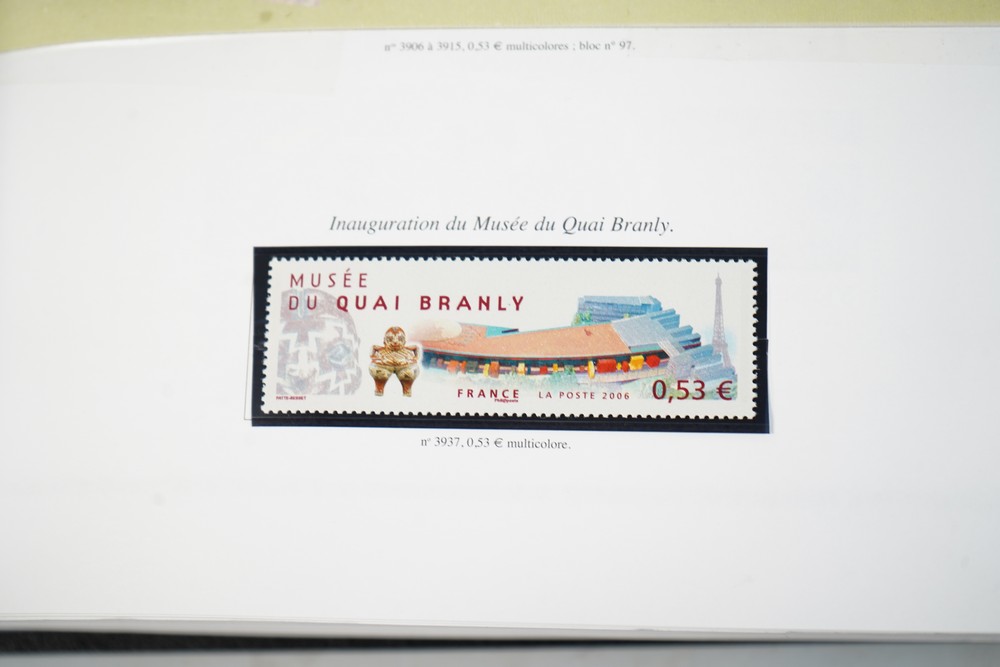 nos 3906 à 3915, 0,53 € multicolores ; bloc n° 97.
Inauguration du Musée du Quai Branly.
MUSÉE
DU QUAI BRANLY
FRANCE LA POSTE 2006 0,53 €
n° 3937, 0,53 € multicolore.